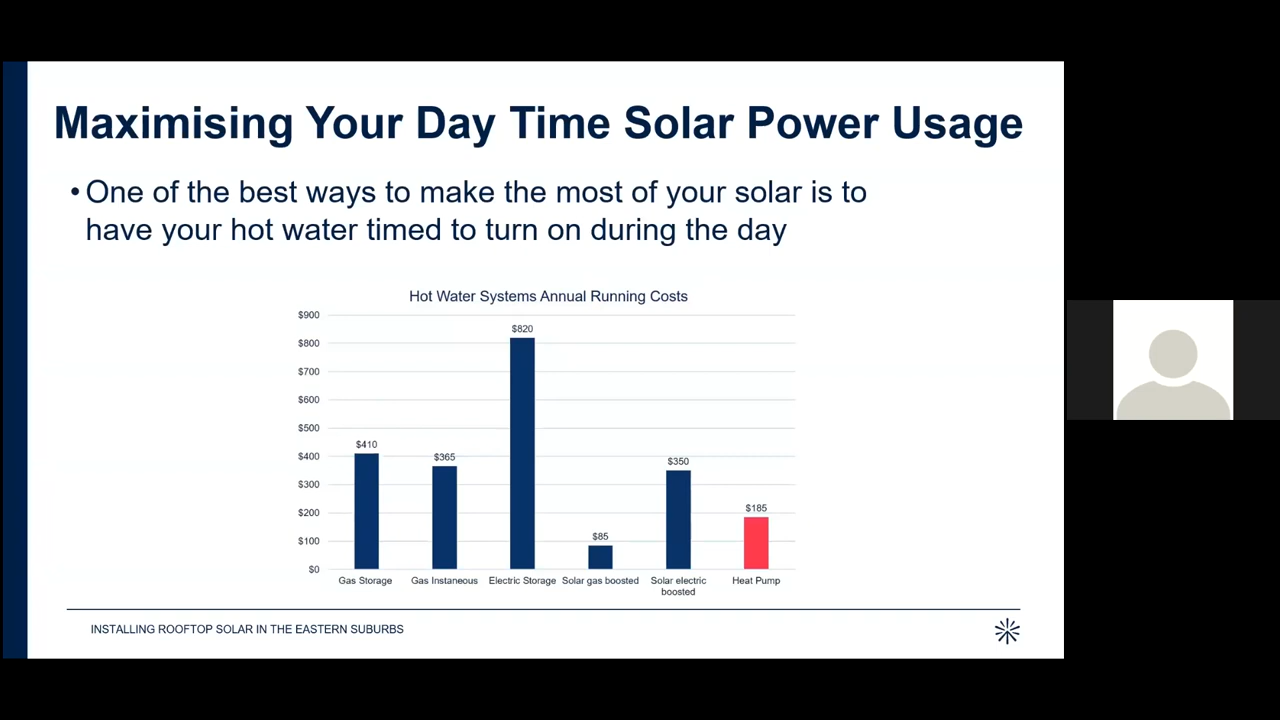 Maximising Your Day Time Solar Power Usage
• One of the best ways to make the most of your solar is to
have your hot water timed to turn on during the day
Hot Water Systems Annual Running Costs
$900
$800
$700
$600
$500
$400
$300
$200
$100
$0
$410
$365
$820
$85
$350
$185
Gas Storage
Gas Instaneous
Electric Storage
Solar gas boosted
Solar electric
boosted
Heat Pump
INSTALLING ROOFTOP SOLAR IN THE EASTERN SUBURBS